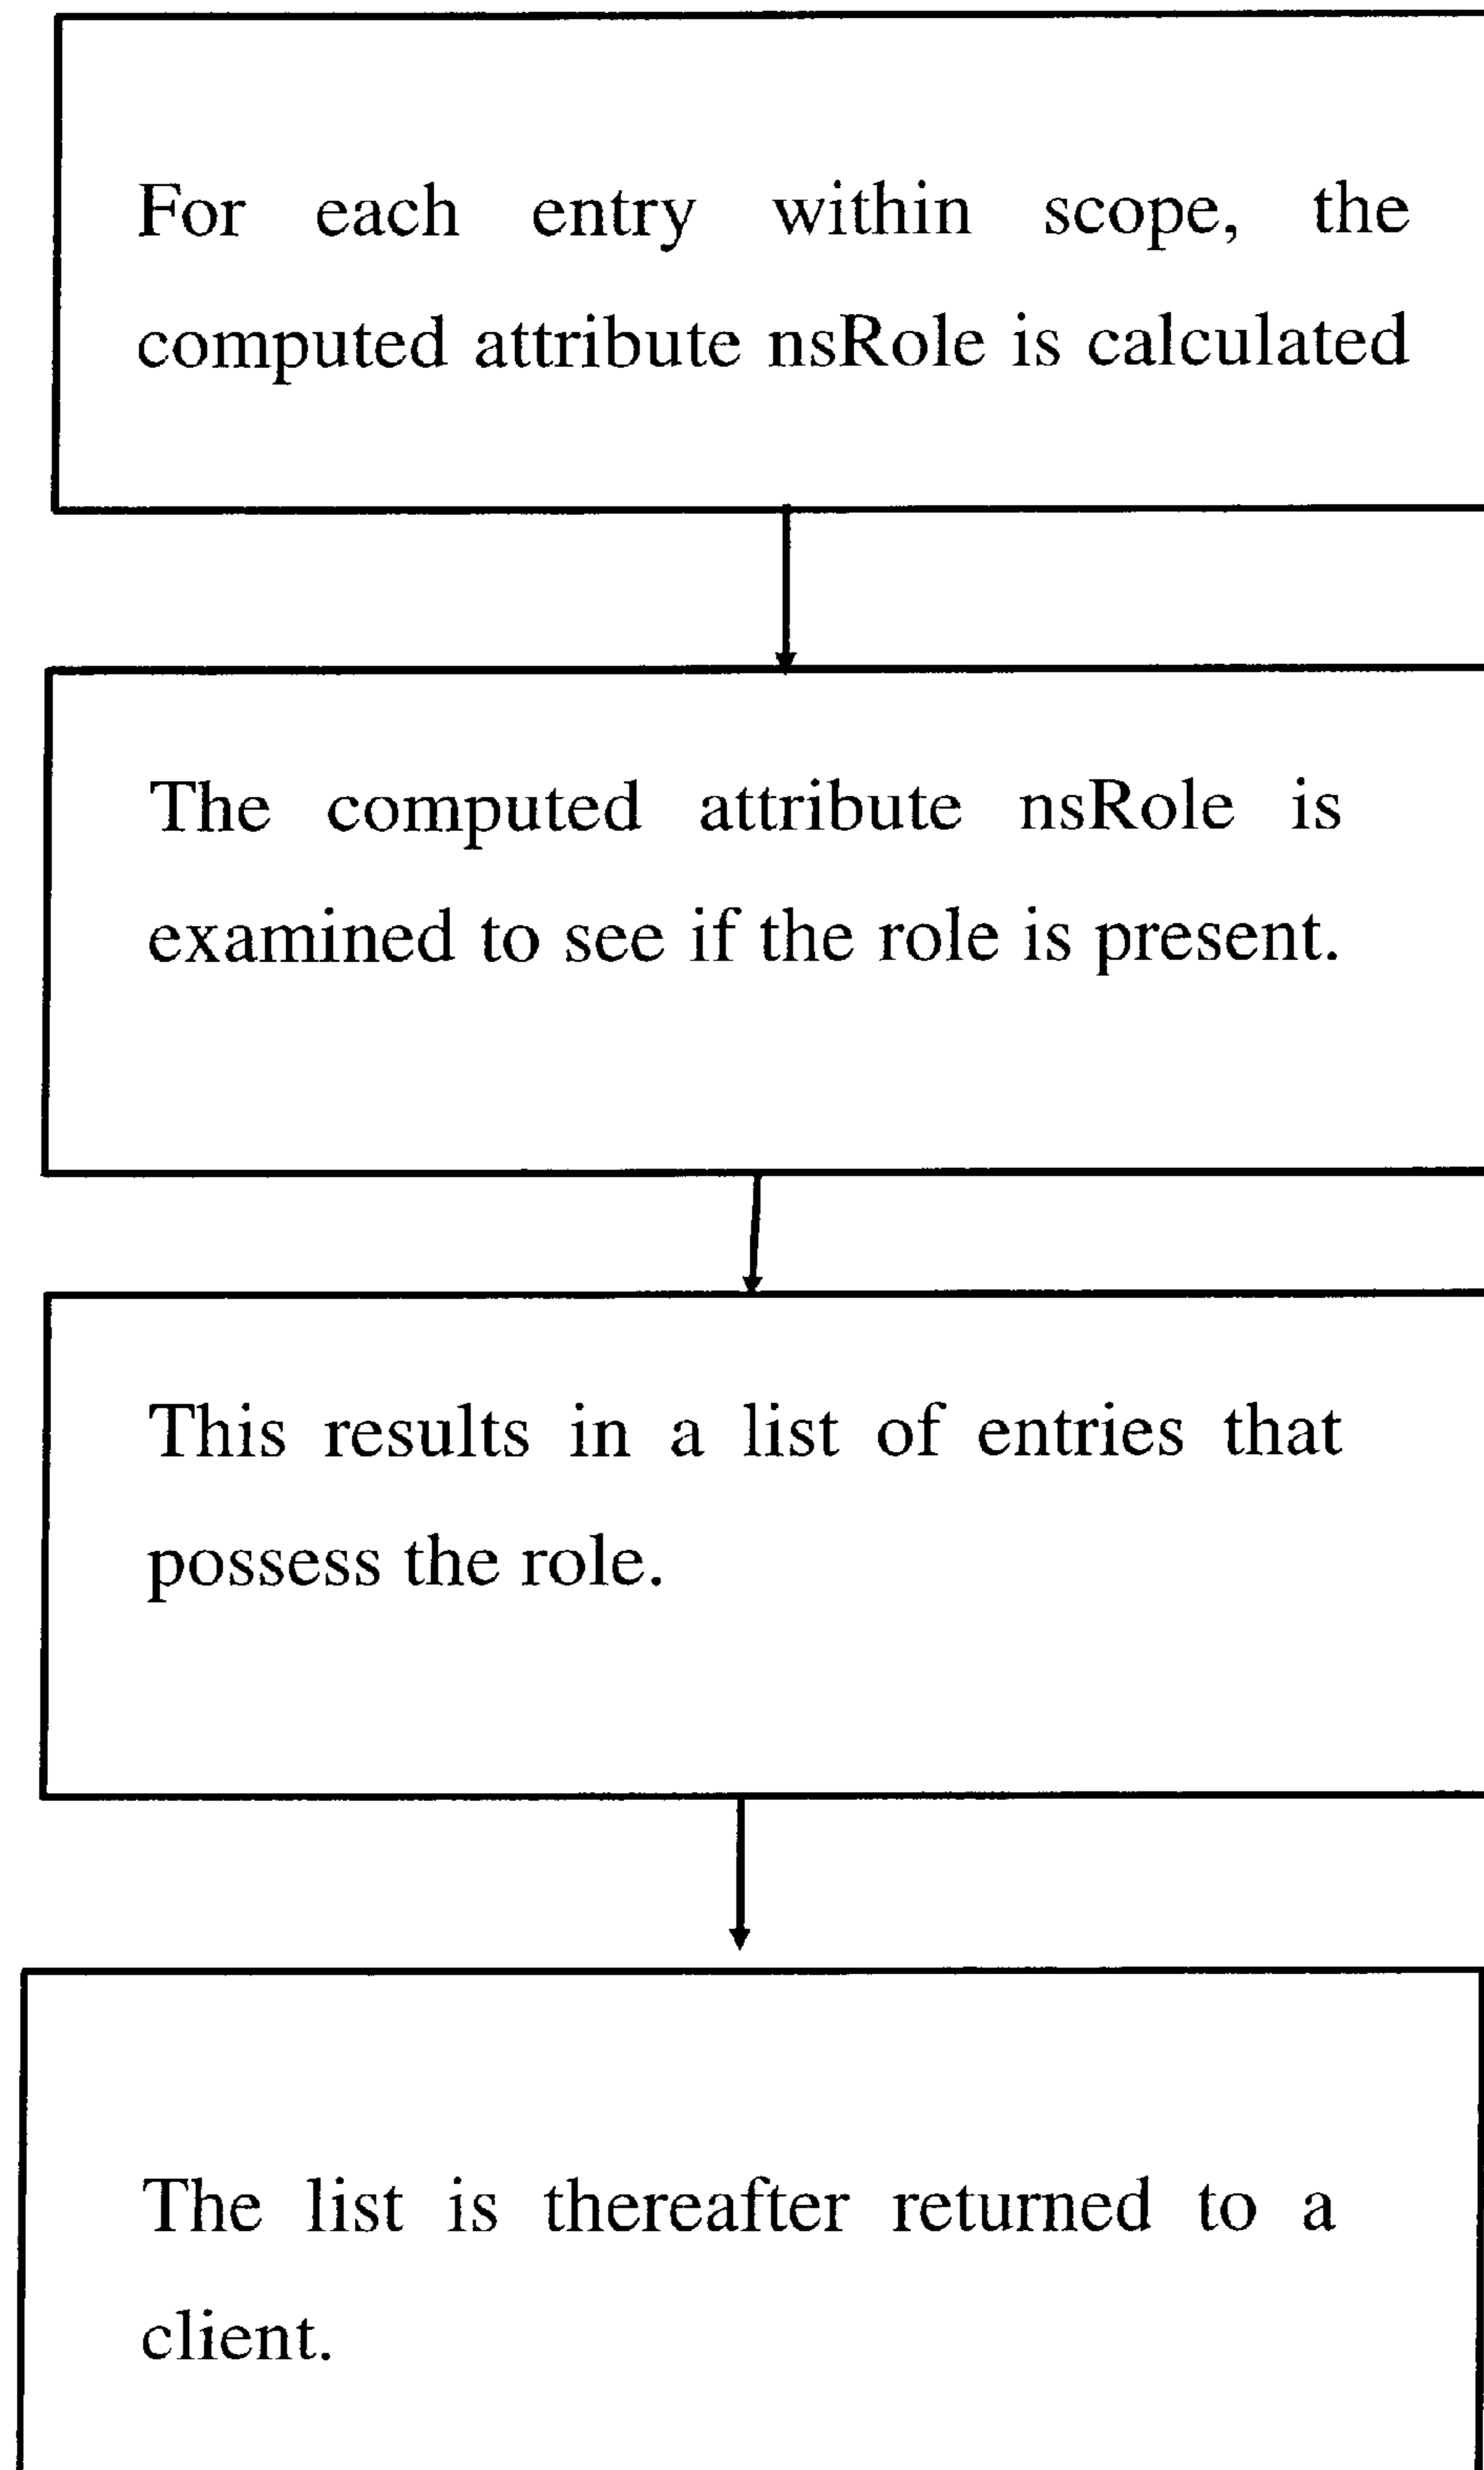 For each entry within scope, the
computed attribute nsRole is calculated
The computed attribute nsRole is
examined to see if the role is present.
This results in a list of entries that
possess the role.
The list is thereafter returned to a
client.